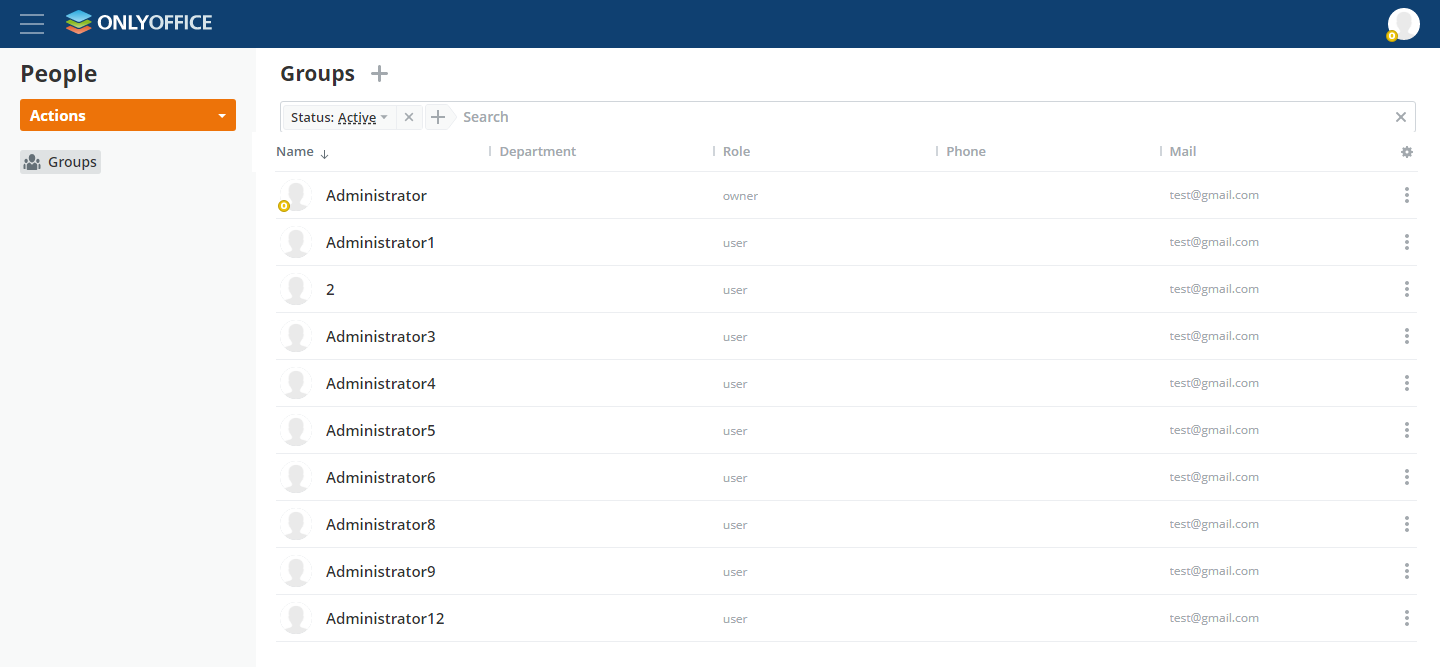 ONLYOFFICE
O
People
Groups
Actions
Status: Active Search
Groups
Name Department Role Phone Mail
Administrator owner test@gmail.com
O
Administrator1 user test@gmail.com
2 user test@gmail.com
Administrator3 user test@gmail.com
Administrator4 user test@gmail.com
Administrator5 user test@gmail.com
Administrator6 user test@gmail.com
Administrator8 user test@gmail.com
Administrator9 user test@gmail.com
Administrator12 user test@gmail.com